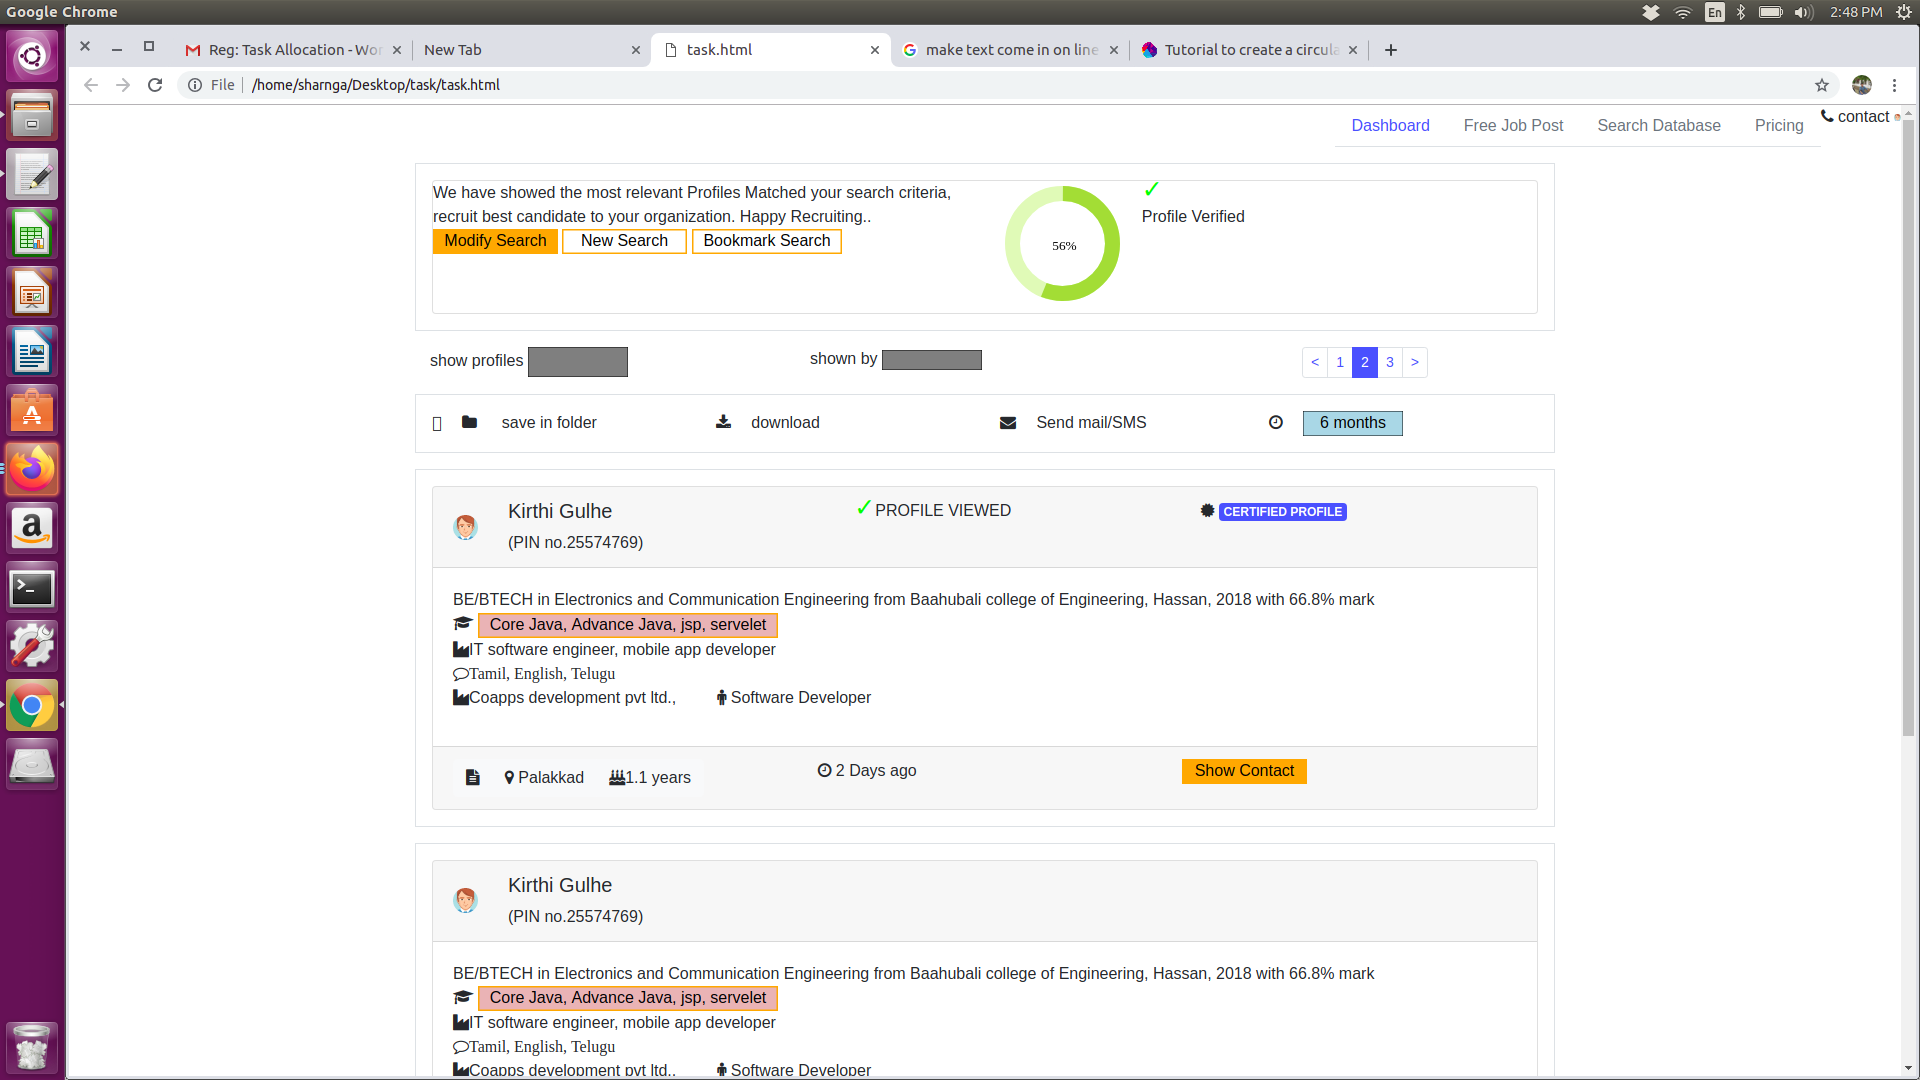 Google Chrome
En
2:48 PM
Reg: Task Allocation - Wor
New Tab
task.html
make text come in on line
Tutorial to create a circula
File
/home/sharnga/Desktop/task/task.html
Dashboard
Free Job Post
Search Database
Pricing
contact
We have showed the most relevant Profiles Matched your search criteria,
recruit best candidate to your organization. Happy Recruiting..
Modify Search
New Search
Bookmark Search
56%
✓
Profile Verified
show profiles
shown by
< 1 2 3 >
save in folder
download
Send mail/SMS
6 months
Kirthi Gulhe
(PIN no.25574769)
✓PROFILE VIEWED
CERTIFIED PROFILE
BE/BTECH in Electronics and Communication Engineering from Baahubali college of Engineering, Hassan, 2018 with 66.8% mark
Core Java, Advance Java, jsp, servelet
IT software engineer, mobile app developer
Tamil, English, Telugu
Coapps development pvt ltd.,
Software Developer
Palakkad
1.1 years
2 Days ago
Show Contact
Kirthi Gulhe
(PIN no.25574769)
BE/BTECH in Electronics and Communication Engineering from Baahubali college of Engineering, Hassan, 2018 with 66.8% mark
Core Java, Advance Java, jsp, servelet
IT software engineer, mobile app developer
Tamil, English, Telugu
Coapps development pvt ltd.,
Software Developer